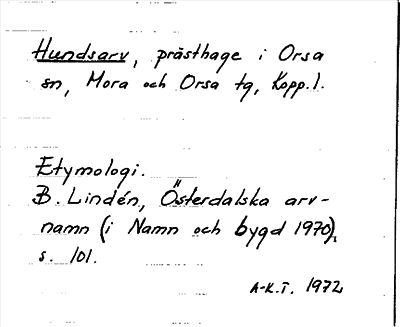 Hundsarv, prästhage i Orsa
sn, Mora och Orsa tg, Kopp.l.
Etymologi.
B. Lindén, Österdalska arv-
namn (i Namn och bygd 1970),
s. 101.
A-K.T. 1972